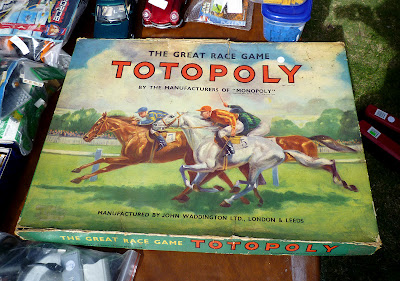 THE GREAT RACE GAME
TOTOPOLY
BY THE MANUFACTURERS OF "MONOPOLY"
MANUFACTURED BY JOHN WADDINGTON LTD., LONDON & LEEDS
THE GREAT RACE GAME TOTOPOLY